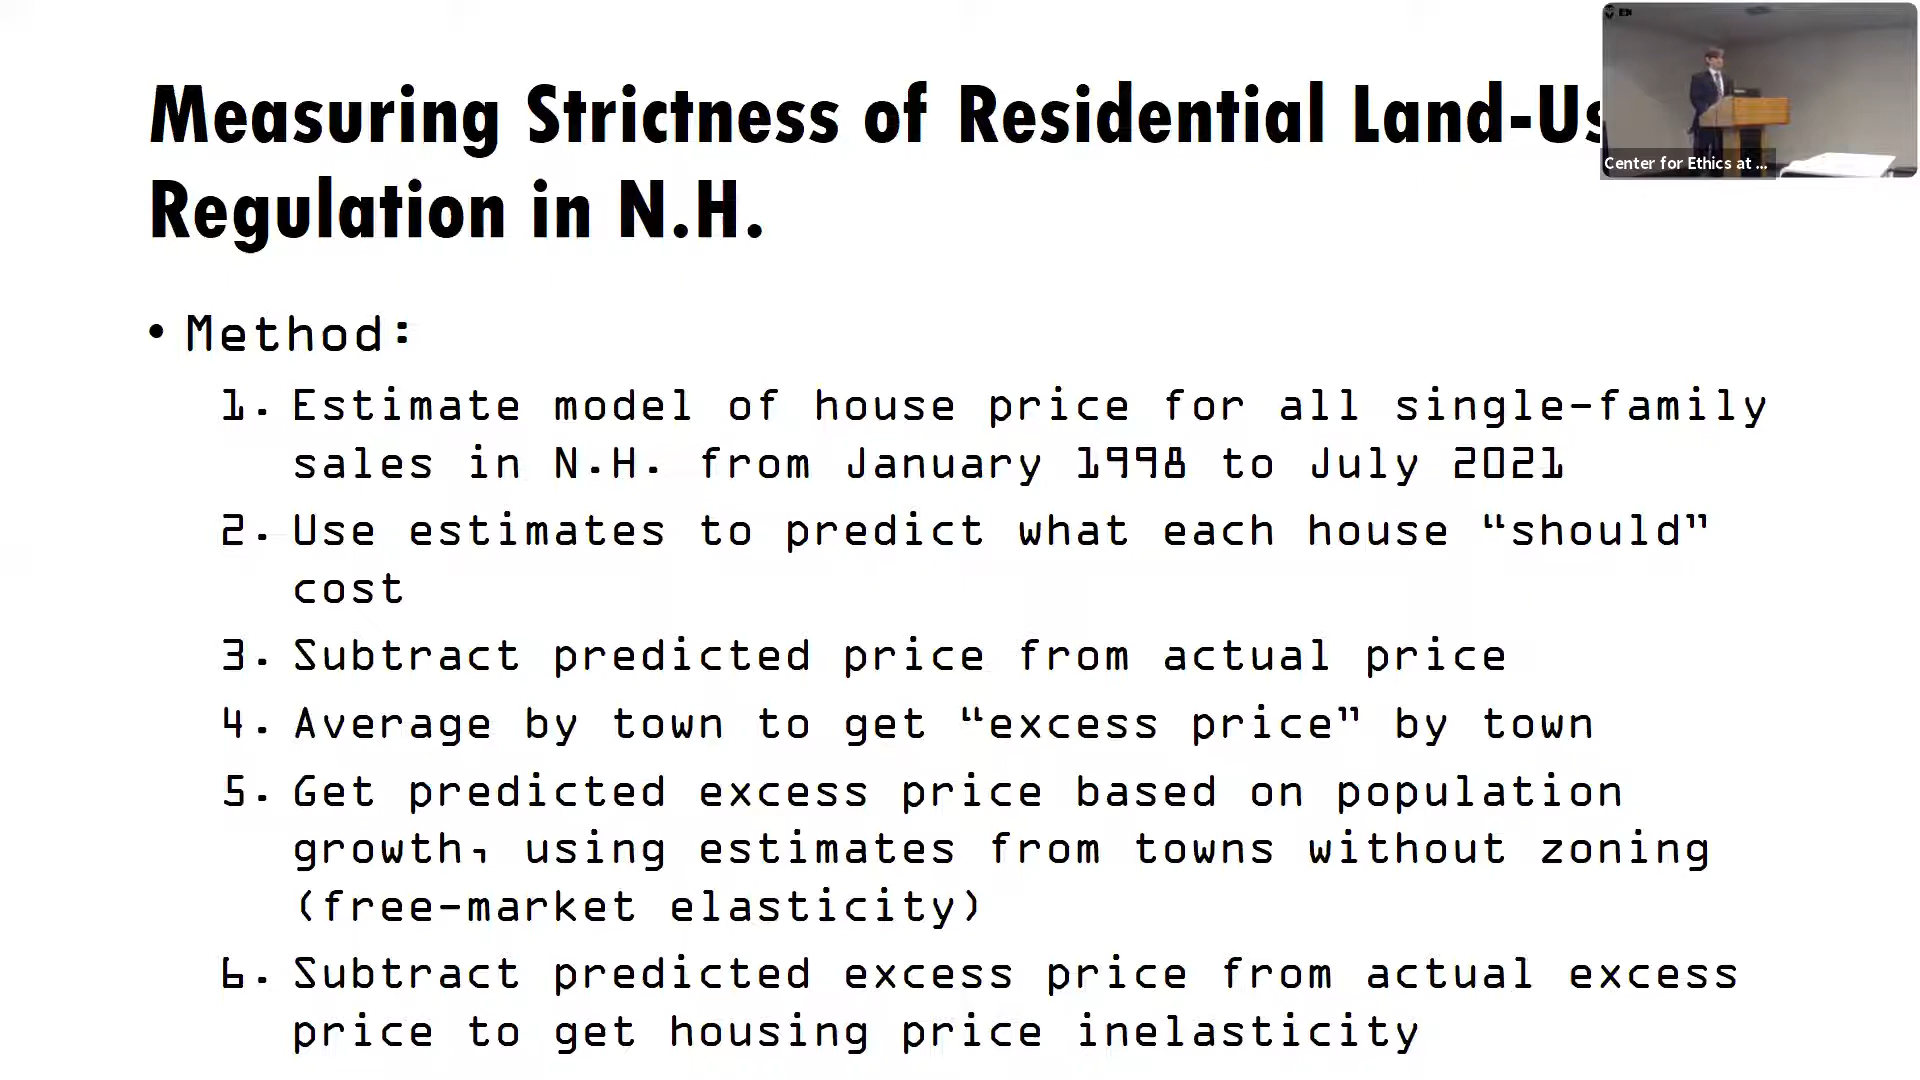 Measuring Strictness of Residential Land-Us
Regulation in N.H.
Center for Ethics at ...
• Method:
1. Estimate model of house price for all single-family
sales in N.H. from January 1998 to July 2021
2. Use estimates to predict what each house “should”
cost
3. Subtract predicted price from actual price
4. Average by town to get “excess price” by town
5. Get predicted excess price based on population
growth, using estimates from towns without zoning
(free-market elasticity)
6. Subtract predicted excess price from actual excess
price to get housing price inelasticity